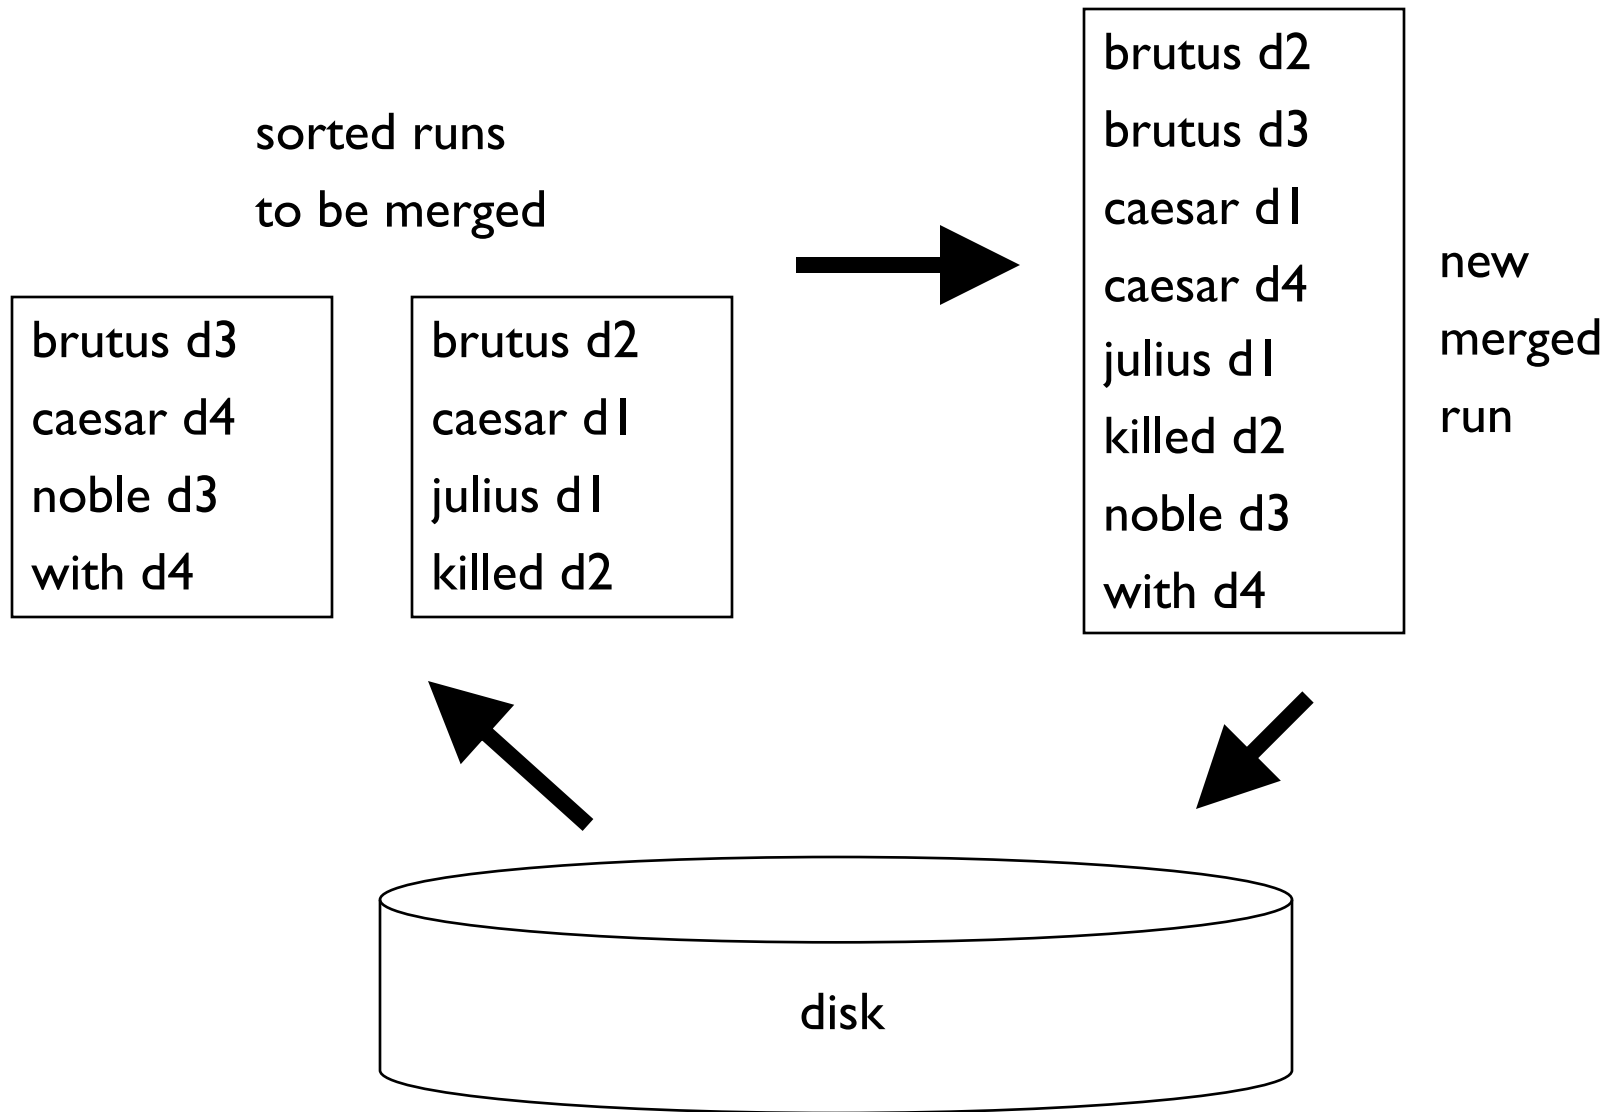 sorted runs
to be merged
brutus d3
caesar d4
noble d3
with d4
brutus d2
caesar d1
julius d1
killed d2
brutus d2
brutus d3
caesar d1
caesar d4
julius d1
killed d2
noble d3
with d4
new
merged
run
disk